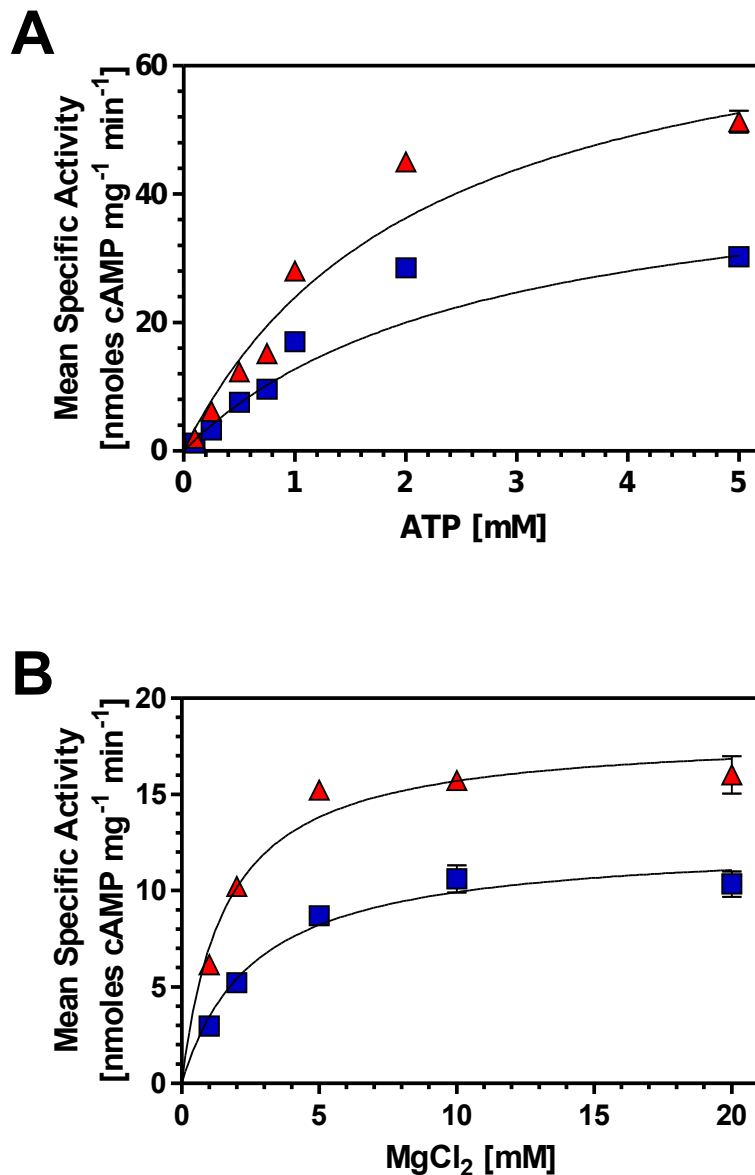 A
Mean Specific Activity
[nmoles cAMP mg⁻¹ min⁻¹]
60
40
20
0
0 1 2 3 4 5
ATP [mM]
B
Mean Specific Activity
[nmoles cAMP mg⁻¹ min⁻¹]
20
15
10
5
0
0 5 10 15 20
MgCl₂ [mM]